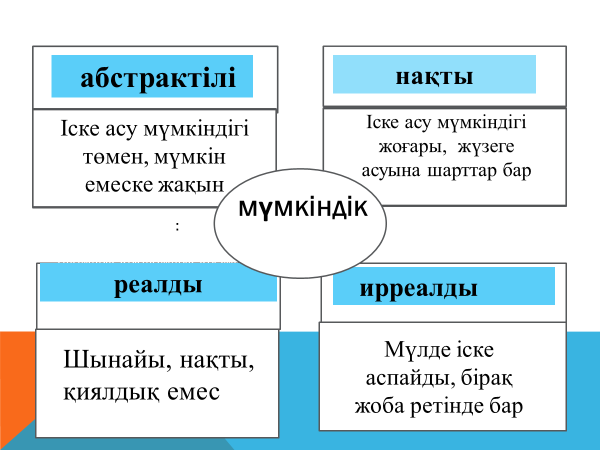 абстрактілі
Іске асу мүмкіндігі
төмен, мүмкін
емеске жақын
нақты
Іске асу мүмкіндігі
жоғары, жүзеге
асуына шарттар бар
мүмкіндік
:
реалды
Шынайы, нақты,
қиялдық емес
ирреалды
Мүлде іске
аспайды, бірақ
жоба ретінде бар